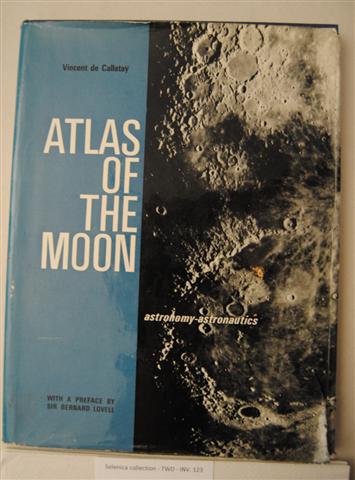 Vincent de Callataÿ
ATLAS
OF
THE
MOON
astronomy-astronautics
WITH A PREFACE BY
SIR BERNARD LOVELL
Selenica collection - TWO - INV. 123